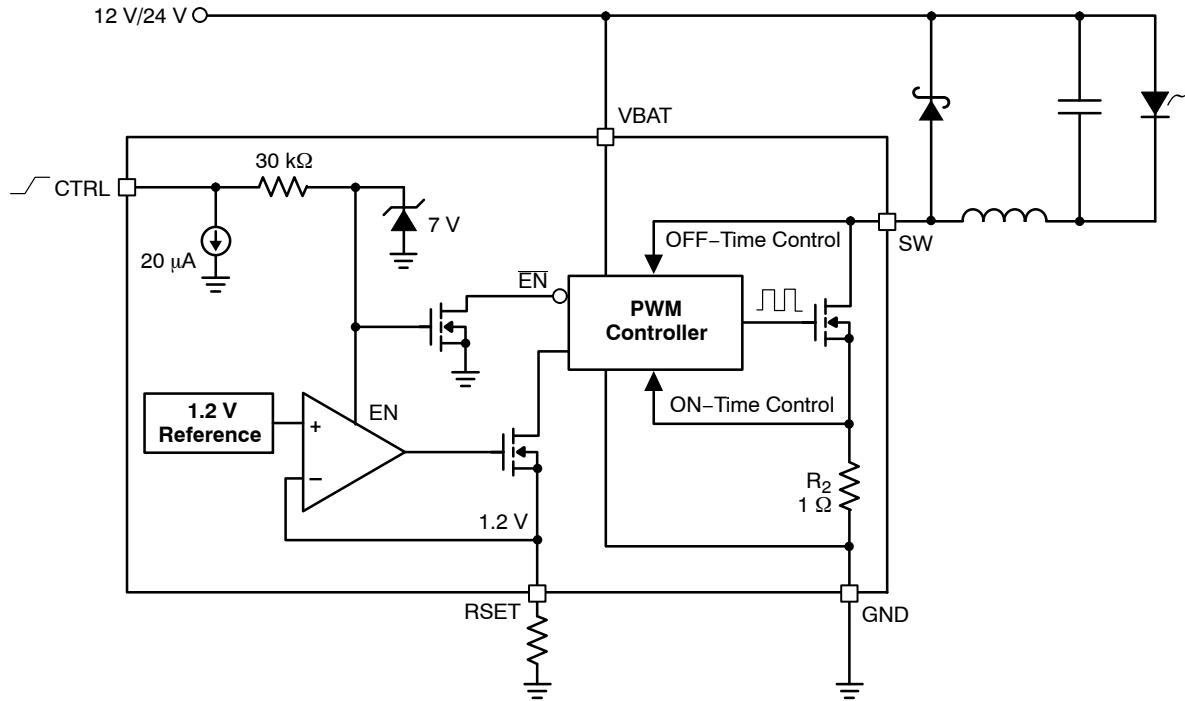 12 V/24 V
VBAT
30 kΩ
CTRL
7 V
20 μA
OFF−Time Control
SW
EN
PWM
Controller
1.2 V
Reference
+
EN
−
ON−Time Control
R2
1 Ω
1.2 V
RSET
GND